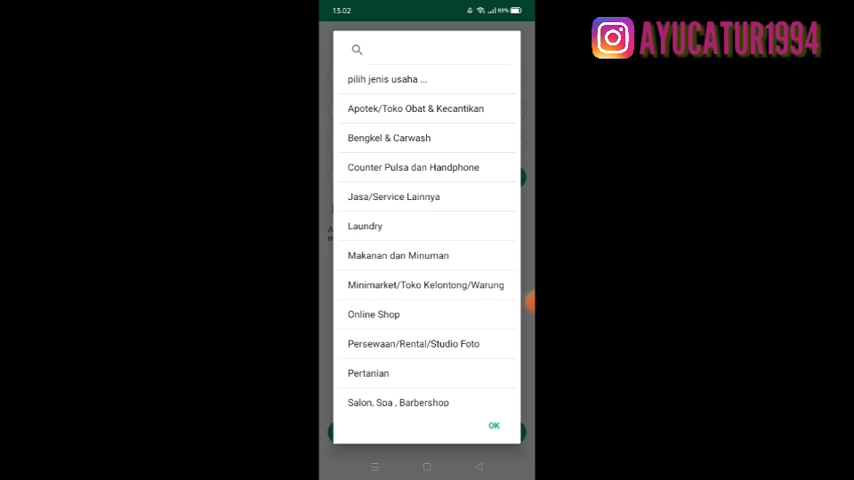 13.02
83%
AYUCATUR1994
pilih jenis usaha ...
Apotek/Toko Obat & Kecantikan
Bengkel & Carwash
Counter Pulsa dan Handphone
Jasa/Service Lainnya
Laundry
Makanan dan Minuman
Minimarket/Toko Kelontong/Warung
Online Shop
Persewaan/Rental/Studio Foto
Pertanian
Salon, Spa , Barbershop
OK